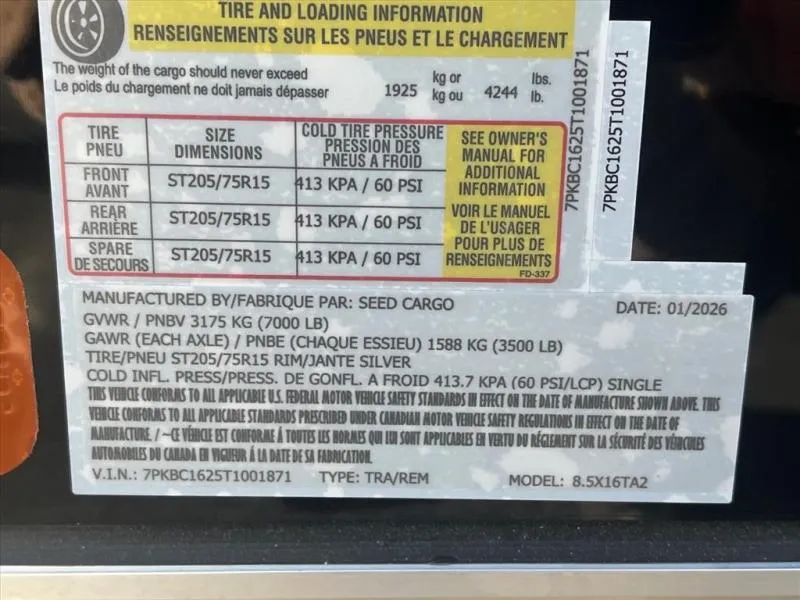 TIRE AND LOADING INFORMATION
RENSEIGNEMENTS SUR LES PNEUS ET LE CHARGEMENT
The weight of the cargo should never exceed
Le poids du chargement ne doit jamais dépasser
1925 kg or kg ou 4244 lbs. lb.
TIRE PNEU
SIZE DIMENSIONS
COLD TIRE PRESSURE PRESSION DES PNEUS A FROID
FRONT AVANT ST205/75R15 413 KPA / 60 PSI
REAR ARRIÈRE ST205/75R15 413 KPA / 60 PSI
SPARE DE SECOURS ST205/75R15 413 KPA / 60 PSI
SEE OWNER'S
MANUAL FOR
ADDITIONAL
INFORMATION
VOIR LE MANUEL
DE L'USAGER
POUR PLUS DE
RENSEIGNEMENTS
FD-337
7PKBC1625T1001871
7PKBC1625T1001871
MANUFACTURED BY/FABRIQUE PAR: SEED CARGO DATE: 01/2026
GVWR / PNBV 3175 KG (7000 LB)
GAWR (EACH AXLE) / PNBE (CHAQUE ESSIEU) 1588 KG (3500 LB)
TIRE/PNEU ST205/75R15 RIM/JANTE SILVER
COLD INFL. PRESS/PRESS. DE GONFL. A FROID 413.7 KPA (60 PSI/LCP) SINGLE
THIS VEHICLE CONFORMS TO ALL APPLICABLE U.S. FEDERAL MOTOR VEHICLE SAFETY STANDARDS IN EFFECT ON THE DATE OF MANUFACTURE SHOWN ABOVE. THIS
VEHICLE CONFORMS TO ALL APPLICABLE STANDARDS PRESCRIBED UNDER CANADIAN MOTOR VEHICLE SAFETY REGULATIONS IN EFFECT ON THE DATE OF
MANUFACTURE. / ~CE VÉHICLE EST CONFORME Á TOUTES LES NORMES QUI LUI SONT APPLICABLES EN VERTU DU RÉGLEMENT SUR LA SÉCURITÉ DES VÉHICULES
AUTOMOBILES DU CANADA EN VIGUEUR Á LA DATE DE SA FABRICATION.
V.I.N.: 7PKBC1625T1001871 TYPE: TRA/REM MODEL: 8.5X16TA2